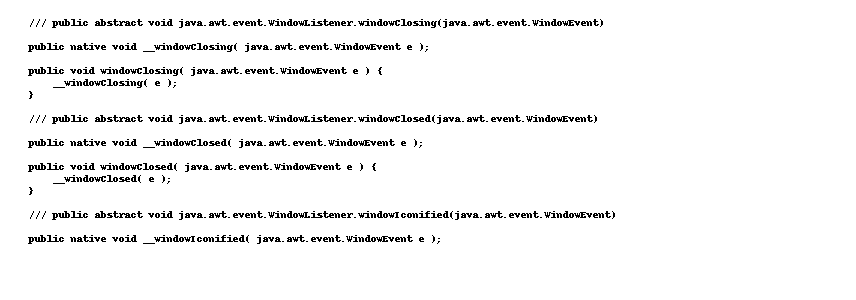 /// public abstract void java.awt.event.WindowListener.windowClosing(java.awt.event.WindowEvent)
public native void __windowClosing( java.awt.event.WindowEvent e );
public void windowClosing( java.awt.event.WindowEvent e ) {
    __windowClosing( e );
}
/// public abstract void java.awt.event.WindowListener.windowClosed(java.awt.event.WindowEvent)
public native void __windowClosed( java.awt.event.WindowEvent e );
public void windowClosed( java.awt.event.WindowEvent e ) {
    __windowClosed( e );
}
/// public abstract void java.awt.event.WindowListener.windowIconified(java.awt.event.WindowEvent)
public native void __windowIconified( java.awt.event.WindowEvent e );